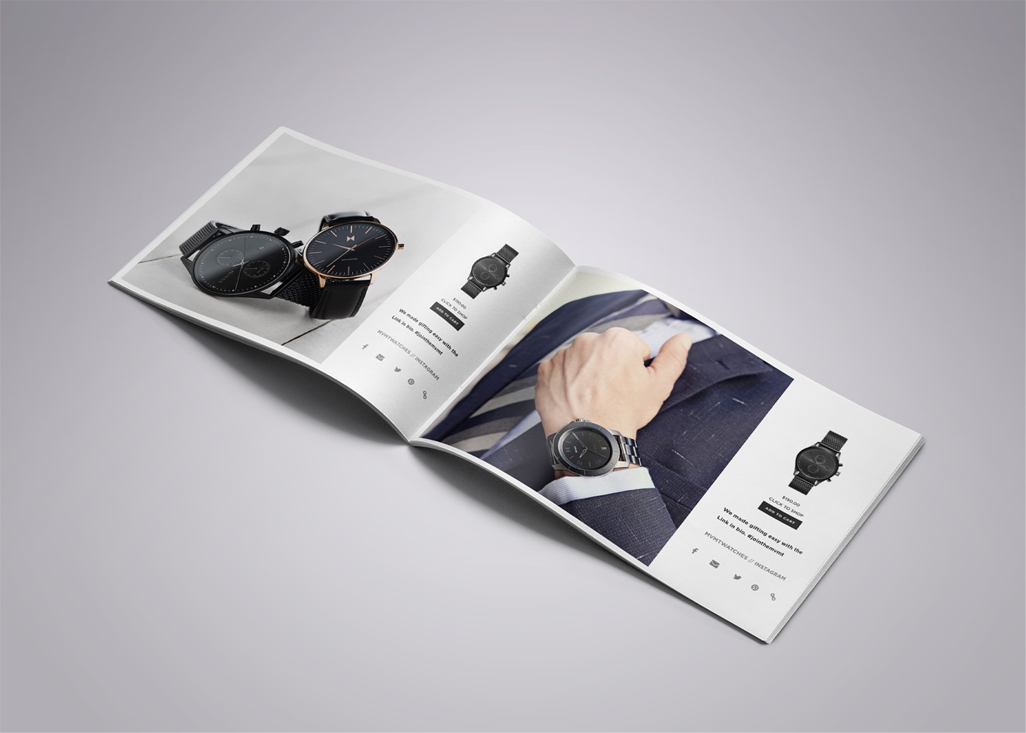 $150.00
CLICK TO SHOP
ADD TO CART
We made gifting easy with the
Link in bio. #jointhemvmt
MVMTWATCHES // INSTAGRAM
$150.00
CLICK TO SHOP
ADD TO CART
We made gifting easy with the
Link in bio. #jointhemvmt
MVMTWATCHES // INSTAGRAM